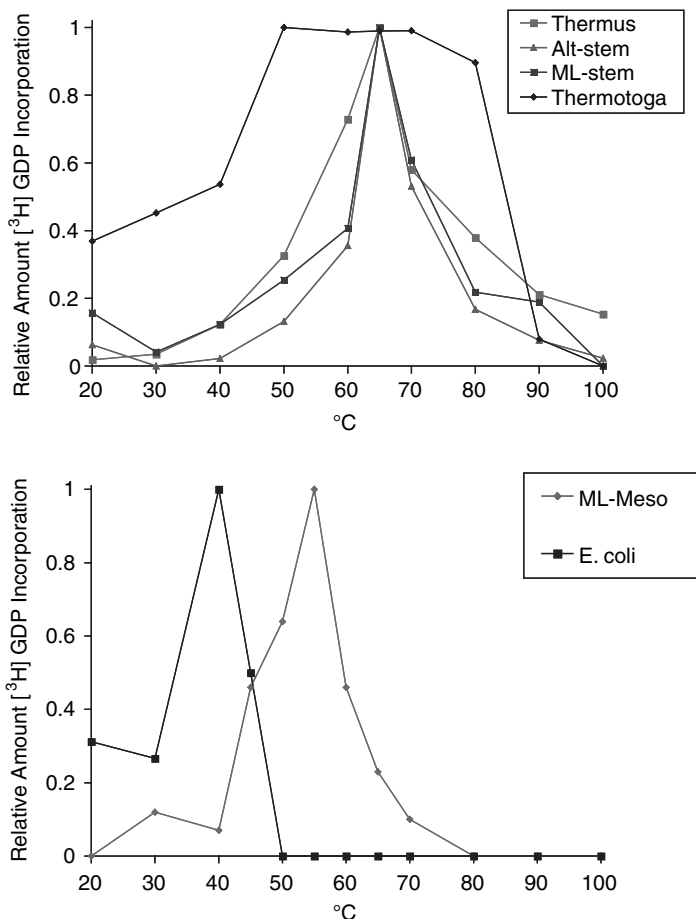 Relative Amount [³H] GDP Incorporation
1
0.8
0.6
0.4
0.2
0
20 30 40 50 60 70 80 90 100
°C
Thermus
Alt-stem
ML-stem
Thermotoga
Relative Amount [³H] GDP Incorporation
1
0.8
0.6
0.4
0.2
0
20 30 40 50 60 70 80 90 100
°C
ML-Meso
E. coli